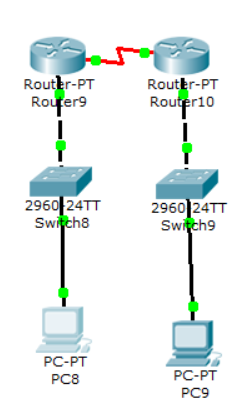 Router-PT
Router9
Router-PT
Router10
2960-24TT
Switch8
2960-24TT
Switch9
PC-PT
PC8
PC-PT
PC9